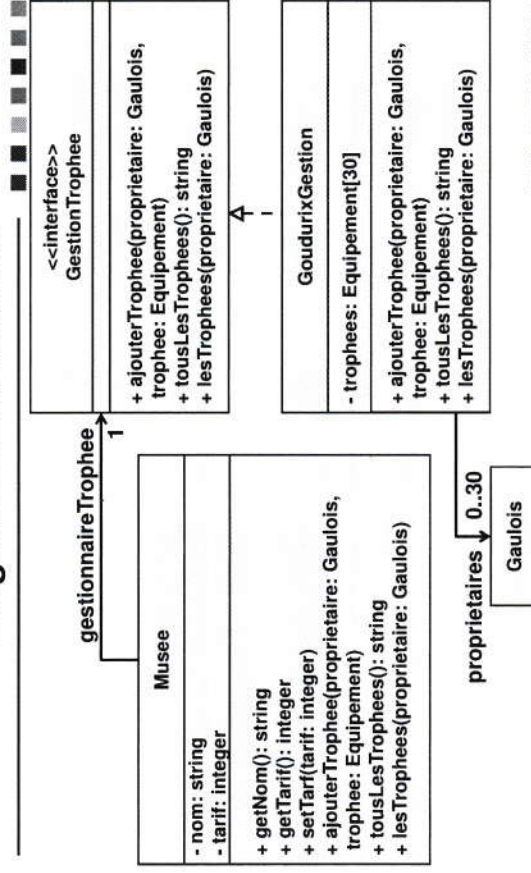 <<interface>>
GestionTrophee
+ ajouterTrophee(proprietaire: Gaulois,
trophee: Equipement)
+ tousLesTrophees(): string
+ lesTrophees(proprietaire: Gaulois)
gestionnaireTrophee
1
Musee
- nom: string
- tarif: integer
+ getNom(): string
+ getTarif(): integer
+ setTarf(tarif: integer)
+ ajouterTrophee(proprietaire: Gaulois,
trophee: Equipement)
+ tousLesTrophees(): string
+ lesTrophees(proprietaire: Gaulois)
GoudurixGestion
- trophees: Equipement[30]
+ ajouterTrophee(proprietaire: Gaulois,
trophee: Equipement)
+ tousLesTrophees(): string
+ lesTrophees(proprietaire: Gaulois)
proprietaires 0..30
Gaulois